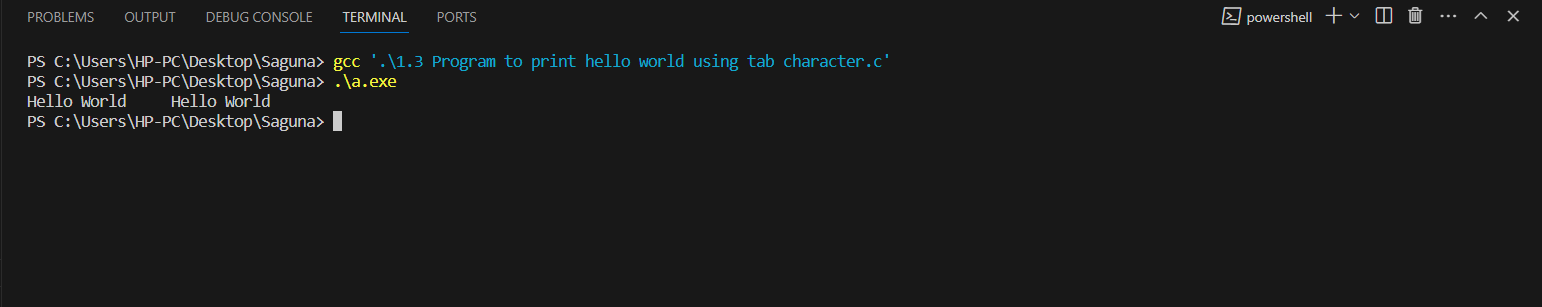 PROBLEMS OUTPUT DEBUG CONSOLE TERMINAL PORTS powershell
PS C:\Users\HP-PC\Desktop\Saguna> gcc '.\1.3 Program to print hello world using tab character.c'
PS C:\Users\HP-PC\Desktop\Saguna> .\a.exe
Hello World     Hello World
PS C:\Users\HP-PC\Desktop\Saguna>